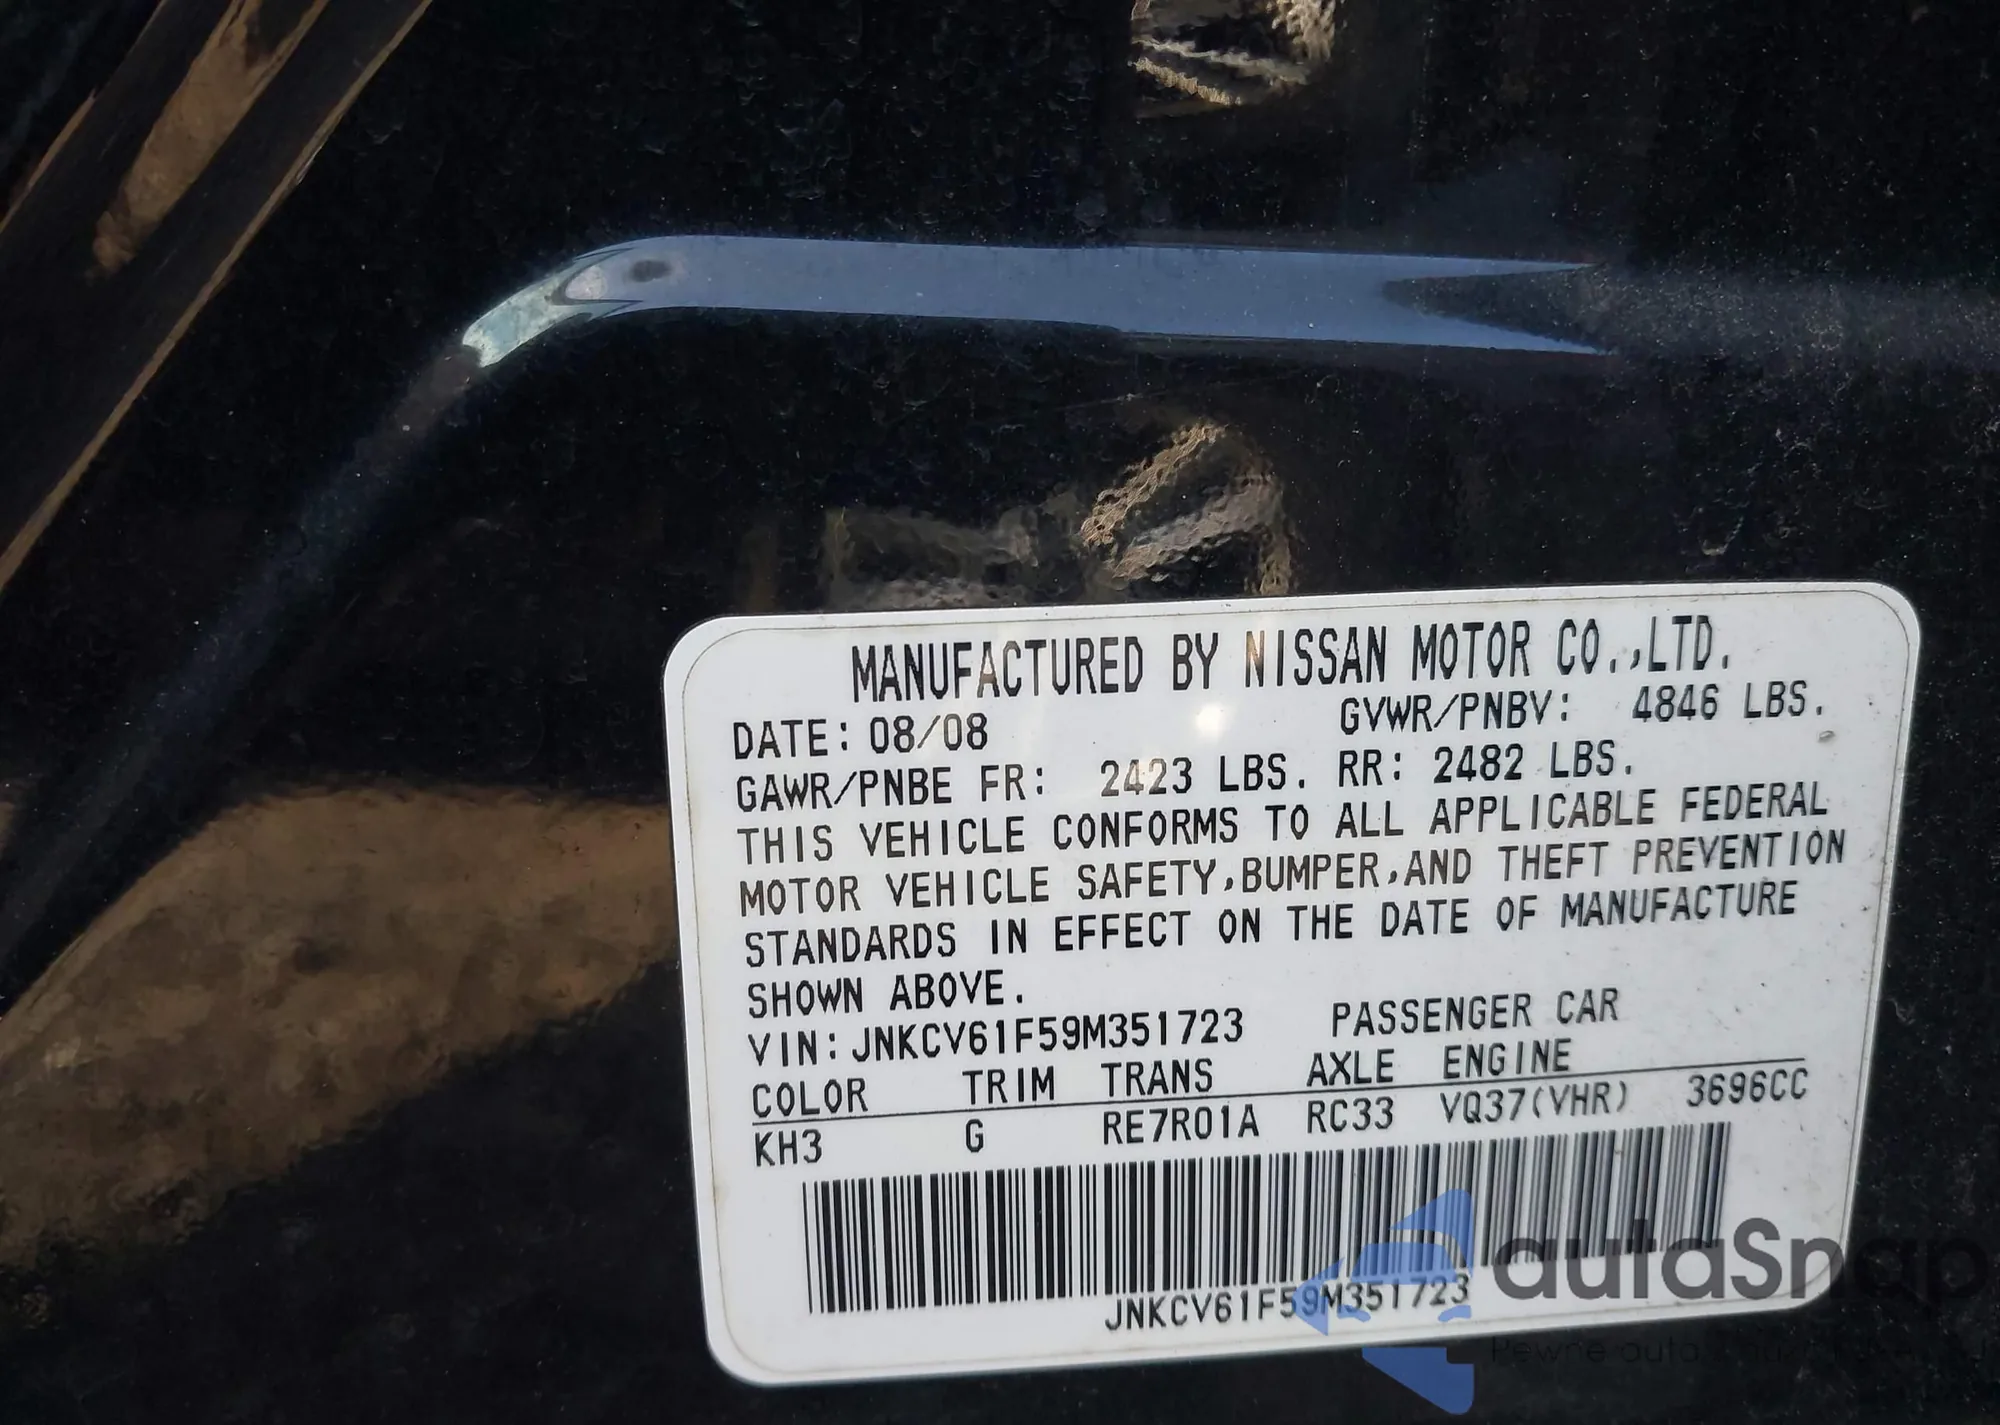 MANUFACTURED BY NISSAN MOTOR CO.,LTD.
DATE: 08/08 GVWR/PNBV: 4846 LBS.
GAWR/PNBE FR: 2423 LBS. RR: 2482 LBS.
THIS VEHICLE CONFORMS TO ALL APPLICABLE FEDERAL
MOTOR VEHICLE SAFETY,BUMPER,AND THEFT PREVENTION
STANDARDS IN EFFECT ON THE DATE OF MANUFACTURE
SHOWN ABOVE.
VIN: JNKCV61F59M351723 PASSENGER CAR
COLOR TRIM TRANS AXLE ENGINE
KH3 G RE7R01A RC33 VQ37(VHR) 3696CC
JNKCV61F59M351723
autaSnap
Pewne auta